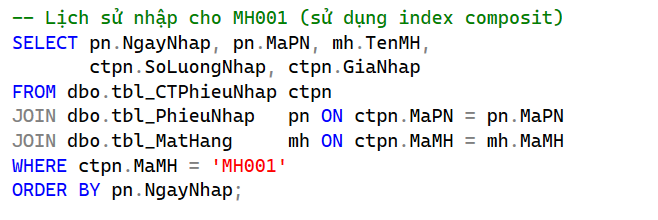 -- Lịch sử nhập cho MH001 (sử dụng index composit)
SELECT pn.NgayNhap, pn.MaPN, mh.TenMH,
       ctpn.SoLuongNhap, ctpn.GiaNhap
FROM dbo.tbl_CTPhieuNhap ctpn
JOIN dbo.tbl_PhieuNhap   pn ON ctpn.MaPN = pn.MaPN
JOIN dbo.tbl_MatHang     mh ON ctpn.MaMH = mh.MaMH
WHERE ctpn.MaMH = 'MH001'
ORDER BY pn.NgayNhap;